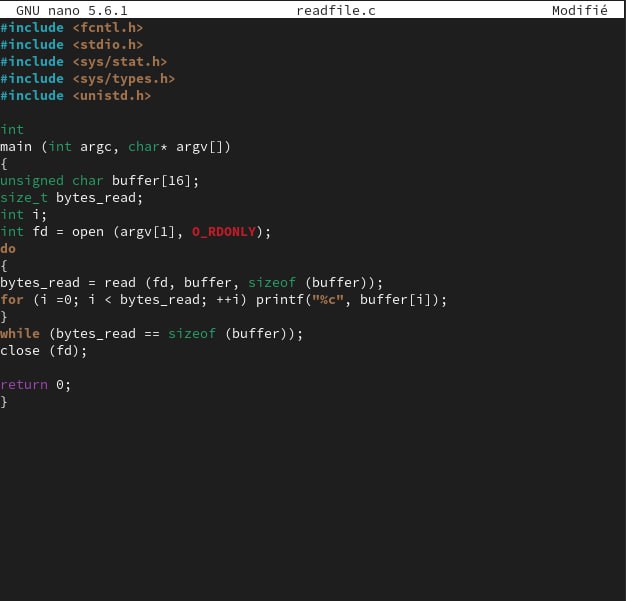 GNU nano 5.6.1 readfile.c Modifié
#include <fcntl.h>
#include <stdio.h>
#include <sys/stat.h>
#include <sys/types.h>
#include <unistd.h>
int
main (int argc, char* argv[])
{
unsigned char buffer[16];
size_t bytes_read;
int i;
int fd = open (argv[1], O_RDONLY);
do
{
bytes_read = read (fd, buffer, sizeof (buffer));
for (i =0; i < bytes_read; ++i) printf("%c", buffer[i]);
}
while (bytes_read == sizeof (buffer));
close (fd);
return 0;
}